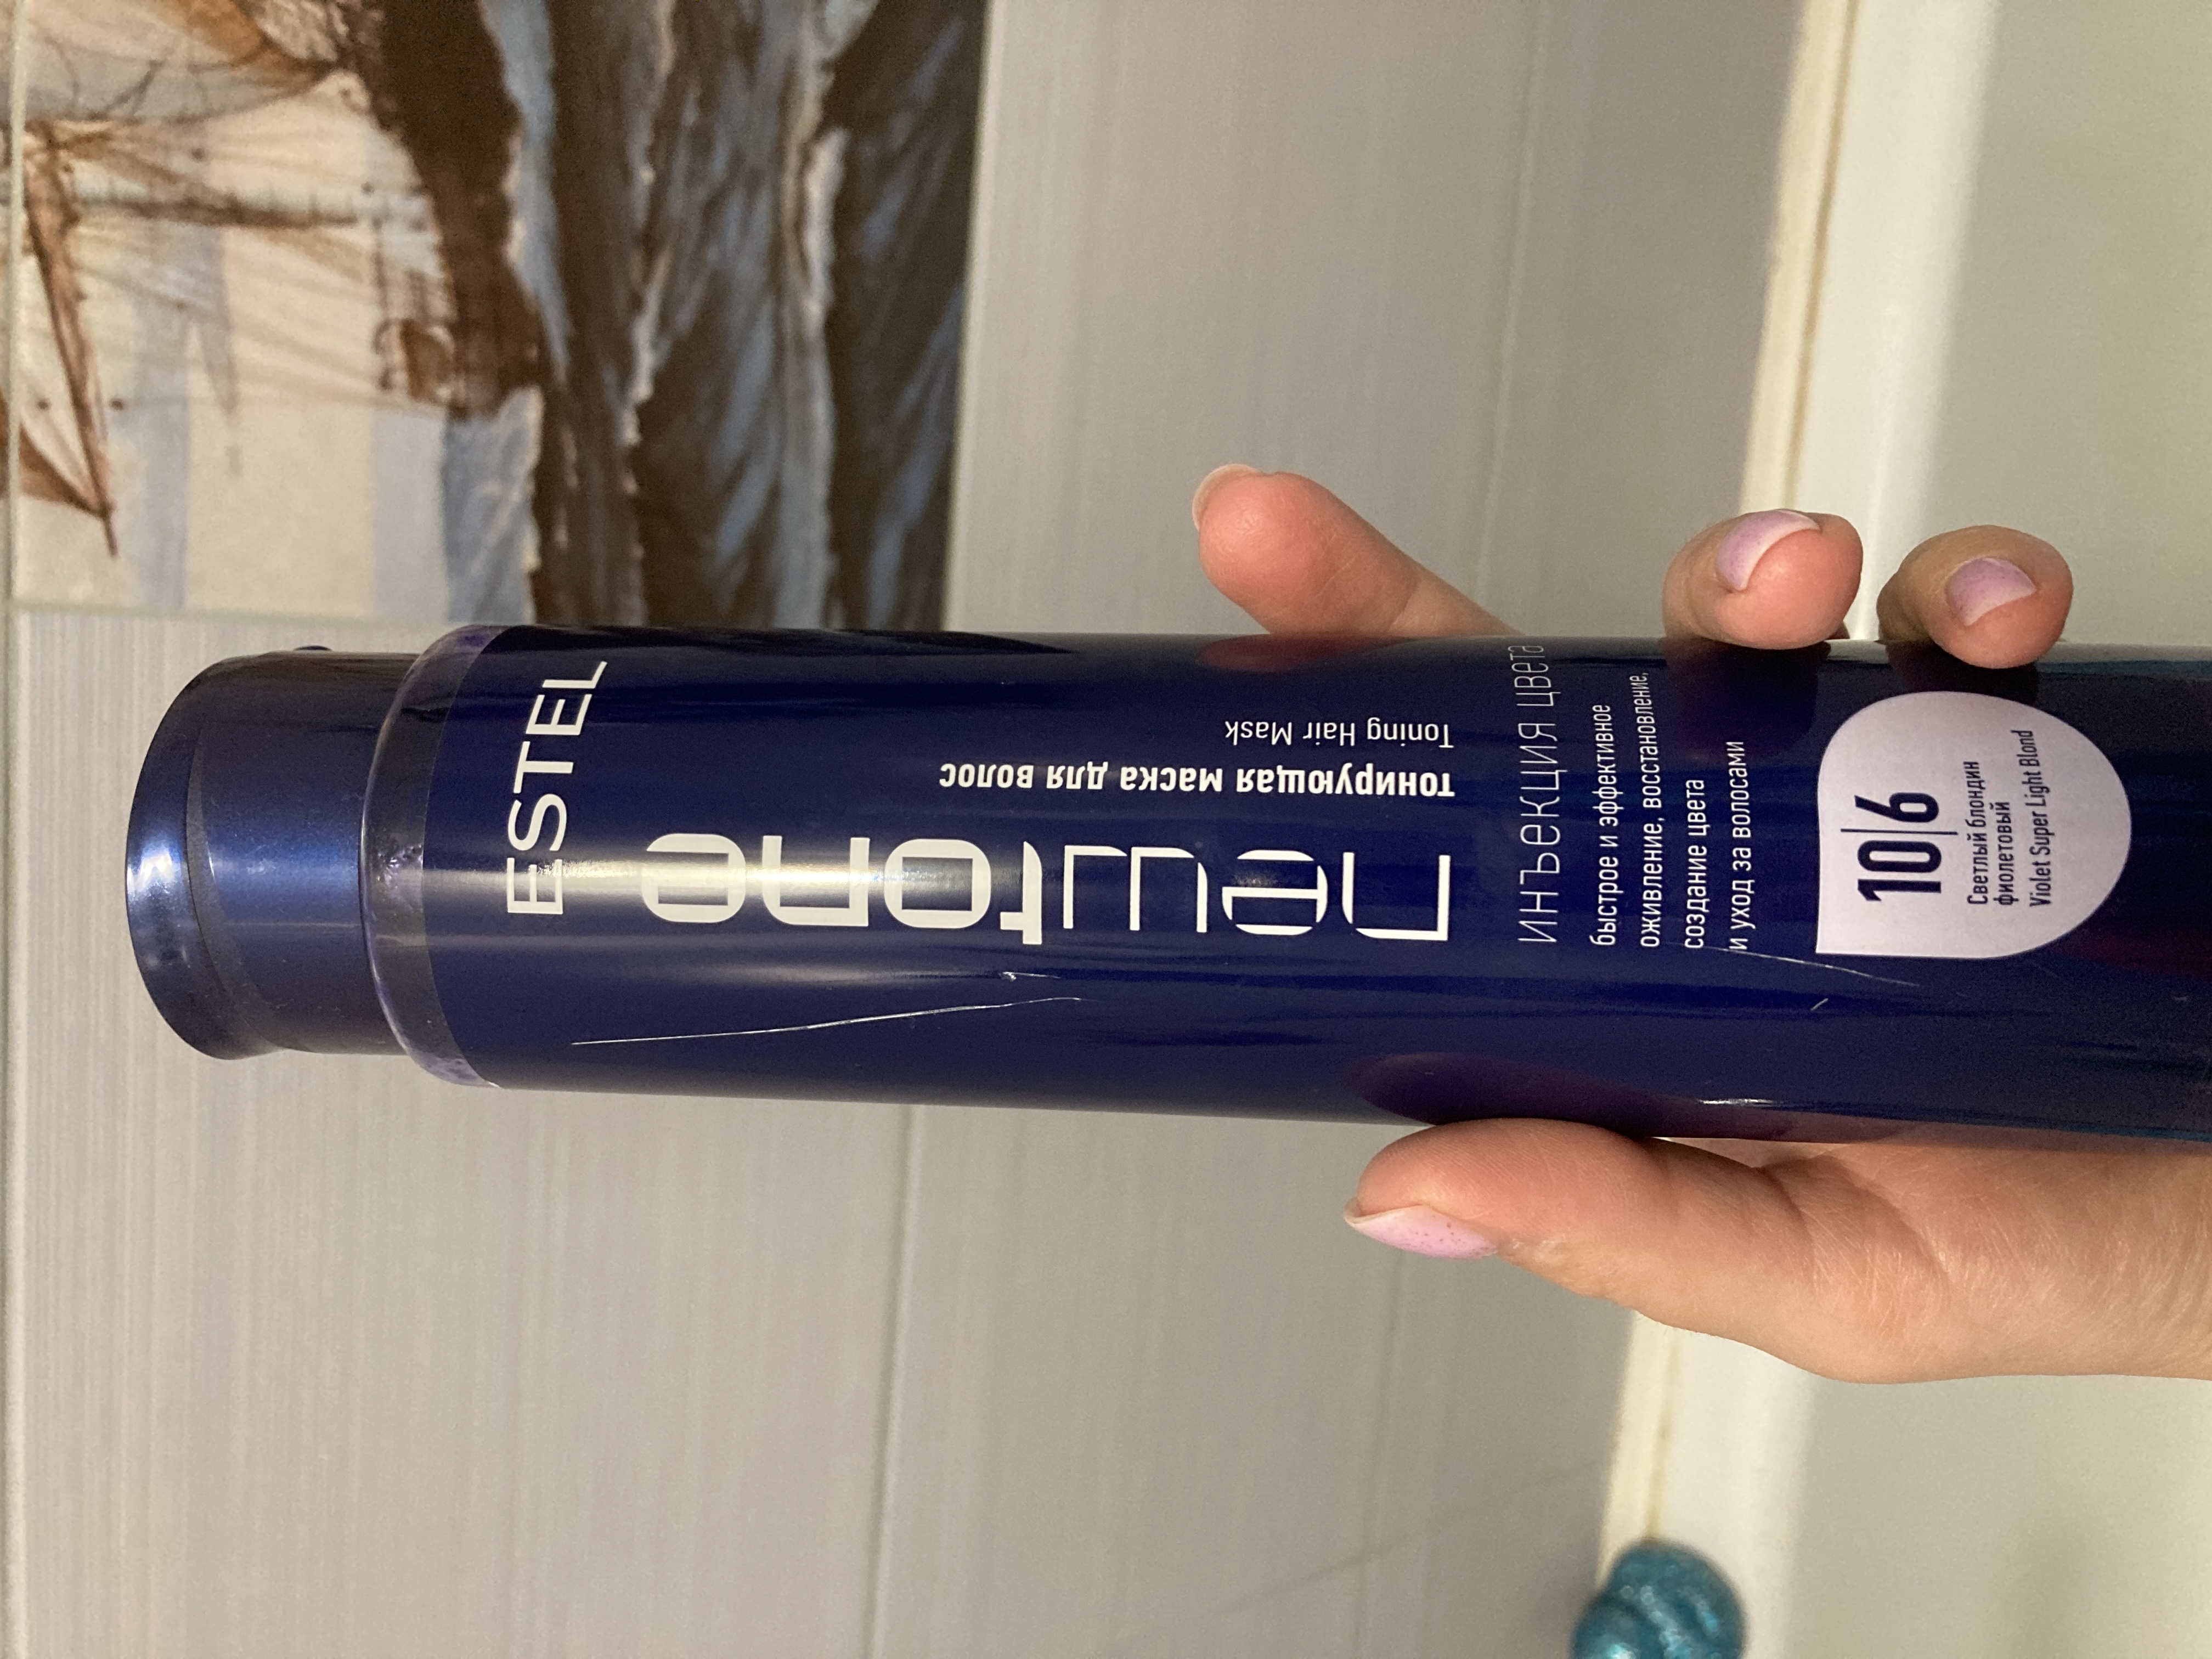 ESTEL
newtone
тонирующая маска для волос
Toning Hair Mask
ИНЪЕКЦИЯ ЦВЕТА
быстрое и эффективное
оживление, восстановление,
создание цвета
и уход за волосами
10|6
Светлый блондин
фиолетовый
Violet Super Light Blond